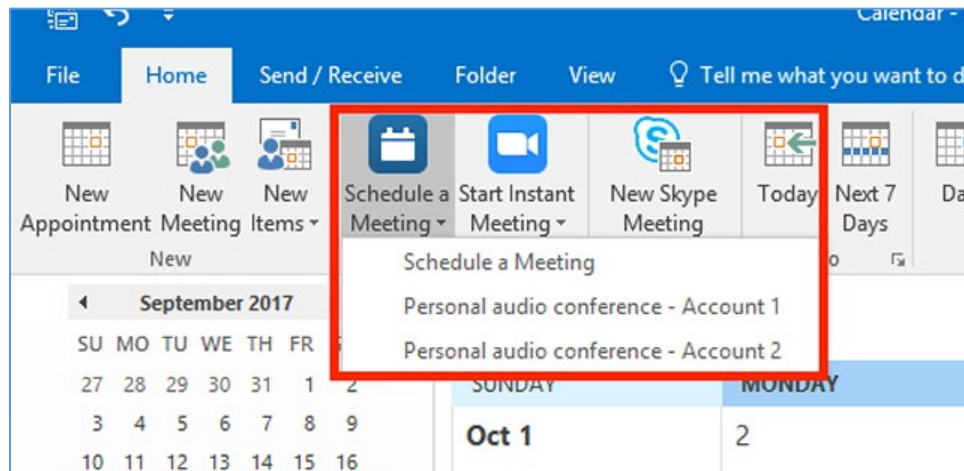 Calendar -
File Home Send / Receive Folder View Tell me what you want to d
New Appointment
New Meeting
New Items
Schedule a Meeting
Start Instant Meeting
New Skype Meeting
Today
Next 7 Days
Da
New
o
Schedule a Meeting
Personal audio conference - Account 1
Personal audio conference - Account 2
September 2017
SU MO TU WE TH FR
27 28 29 30 31 1 2
3 4 5 6 7 8 9
10 11 12 13 14 15 16
SUNDAY MONDAY
Oct 1 2